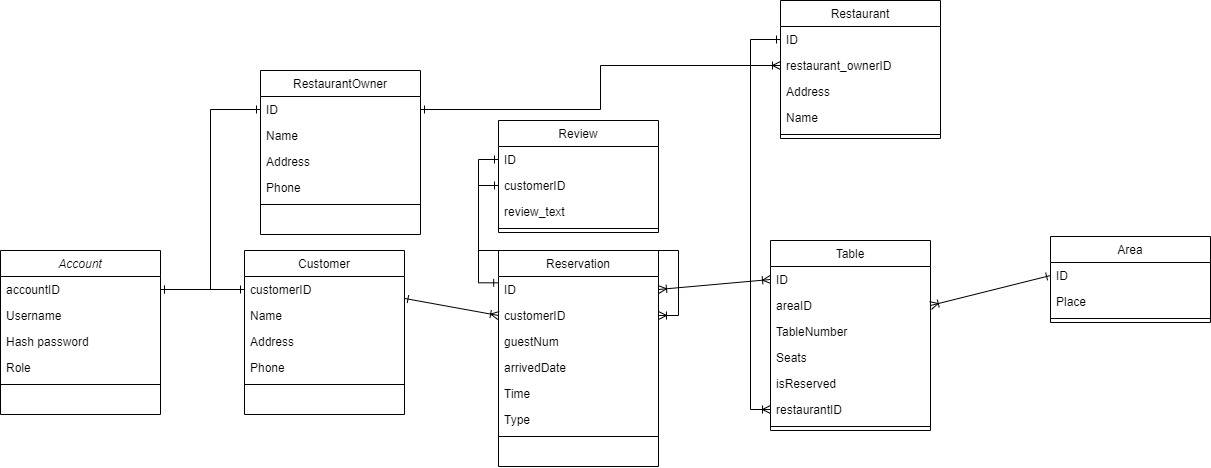 Restaurant
ID
restaurant_ownerID
Address
Name
RestaurantOwner
ID
Name
Address
Phone
Review
ID
customerID
review_text
Account
accountID
Username
Hash password
Role
Customer
customerID
Name
Address
Phone
Reservation
ID
customerID
guestNum
arrivedDate
Time
Type
Table
ID
areaID
TableNumber
Seats
isReserved
restaurantID
Area
ID
Place